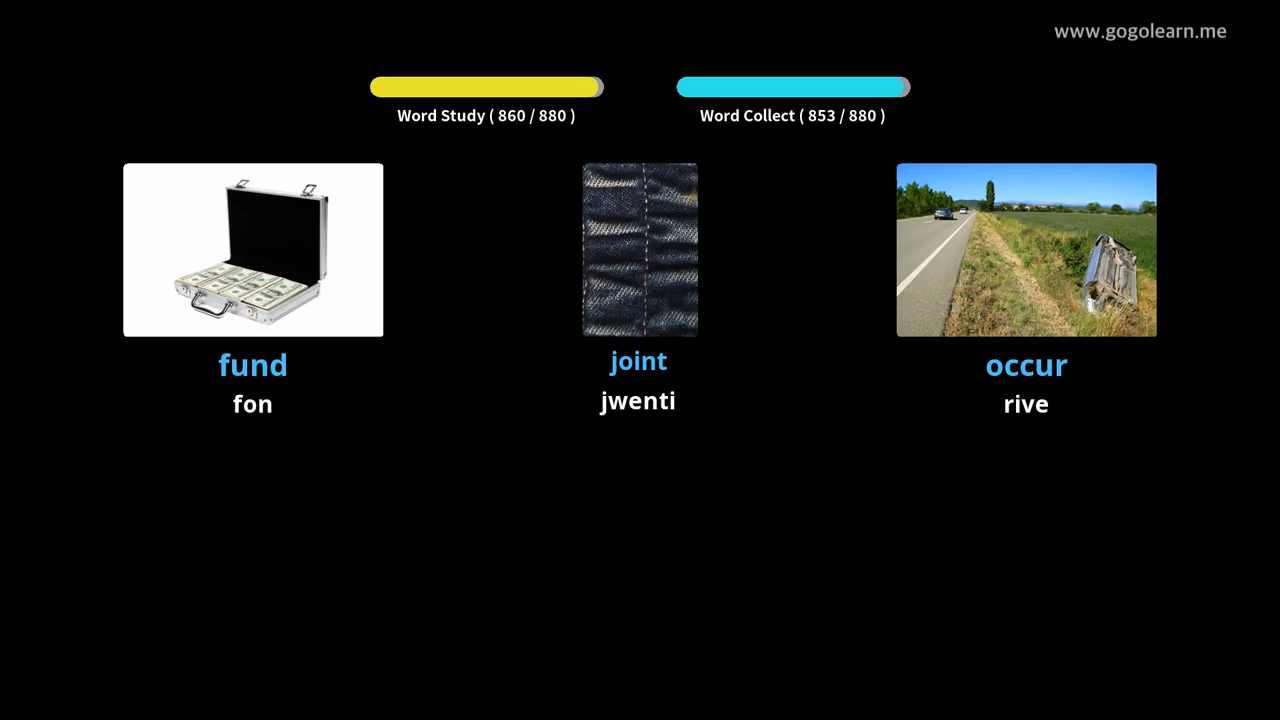 www.gogolearn.me
Word Study ( 860 / 880 )
Word Collect ( 853 / 880 )
fund
fon
joint
jwenti
occur
rive